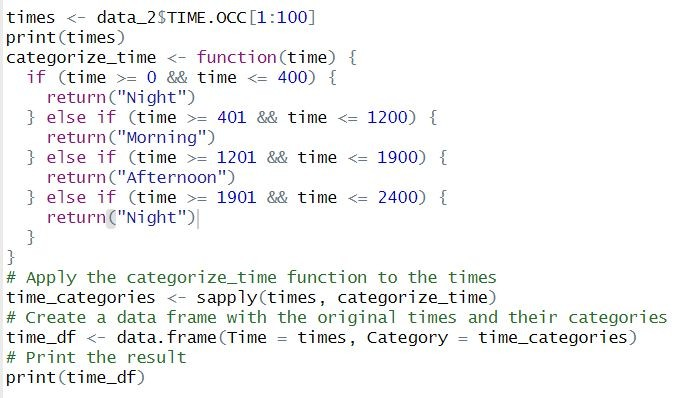 times <- data_2$TIME.OCC[1:100]
print(times)
categorize_time <- function(time) {
  if (time >= 0 && time <= 400) {
    return("Night")
  } else if (time >= 401 && time <= 1200) {
    return("Morning")
  } else if (time >= 1201 && time <= 1900) {
    return("Afternoon")
  } else if (time >= 1901 && time <= 2400) {
    return("Night")
  }
}
# Apply the categorize_time function to the times
time_categories <- sapply(times, categorize_time)
# Create a data frame with the original times and their categories
time_df <- data.frame(Time = times, Category = time_categories)
# Print the result
print(time_df)